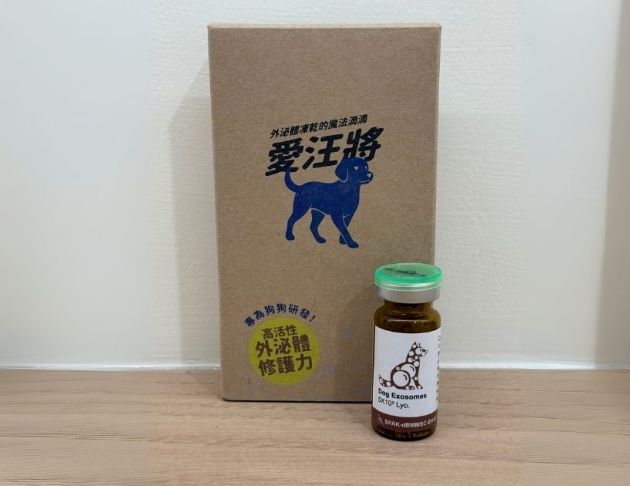 外泌體凍乾的魔法滴滴
愛汪將
專為狗狗研發!
高活性
外泌體
修護力
Dog Exosomes